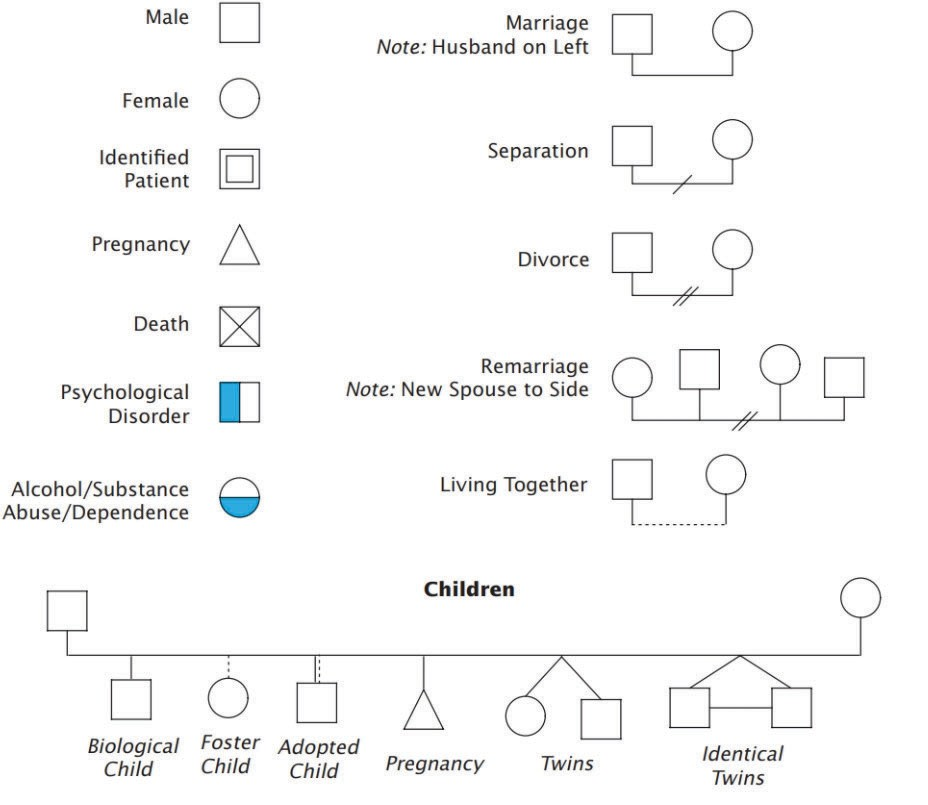 Male
Female
Identified
Patient
Pregnancy
Death
Psychological
Disorder
Alcohol/Substance
Abuse/Dependence
Marriage
Note: Husband on Left
Separation
Divorce
Remarriage
Note: New Spouse to Side
Living Together
Children
Biological
Child
Foster
Child
Adopted
Child
Pregnancy
Twins
Identical
Twins